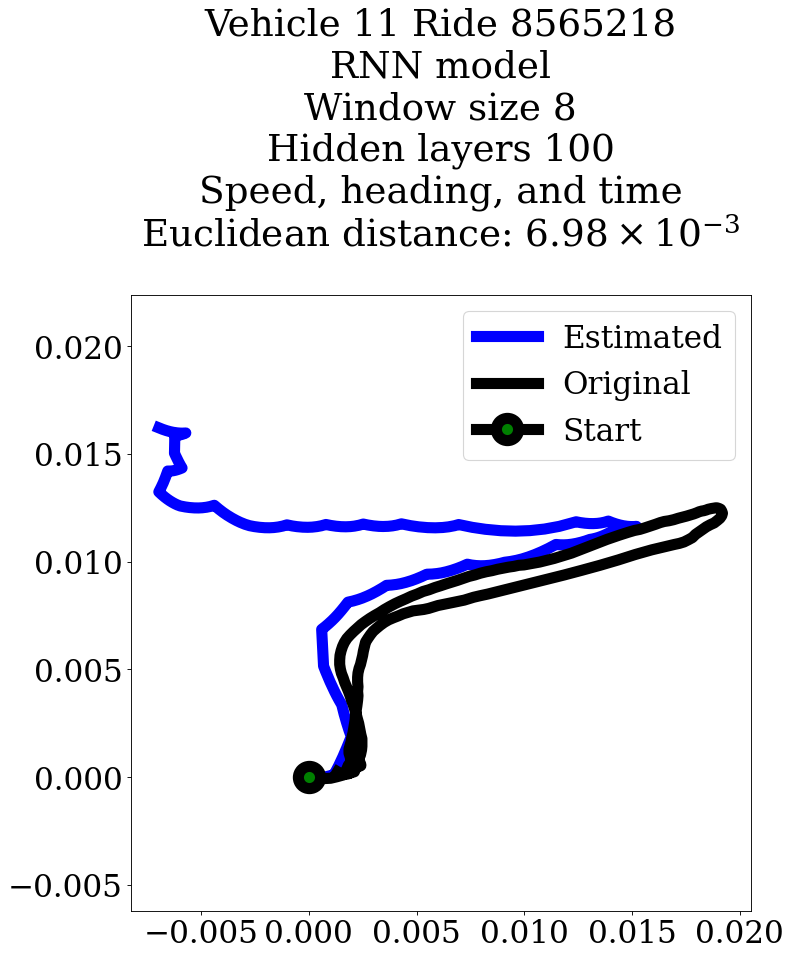 Vehicle 11 Ride 8565218
RNN model
Window size 8
Hidden layers 100
Speed, heading, and time
Euclidean distance: 6.98 × 10⁻³
Estimated
Original
Start
0.020
0.015
0.010
0.005
0.000
−0.005
−0.005 0.000 0.005 0.010 0.015 0.020